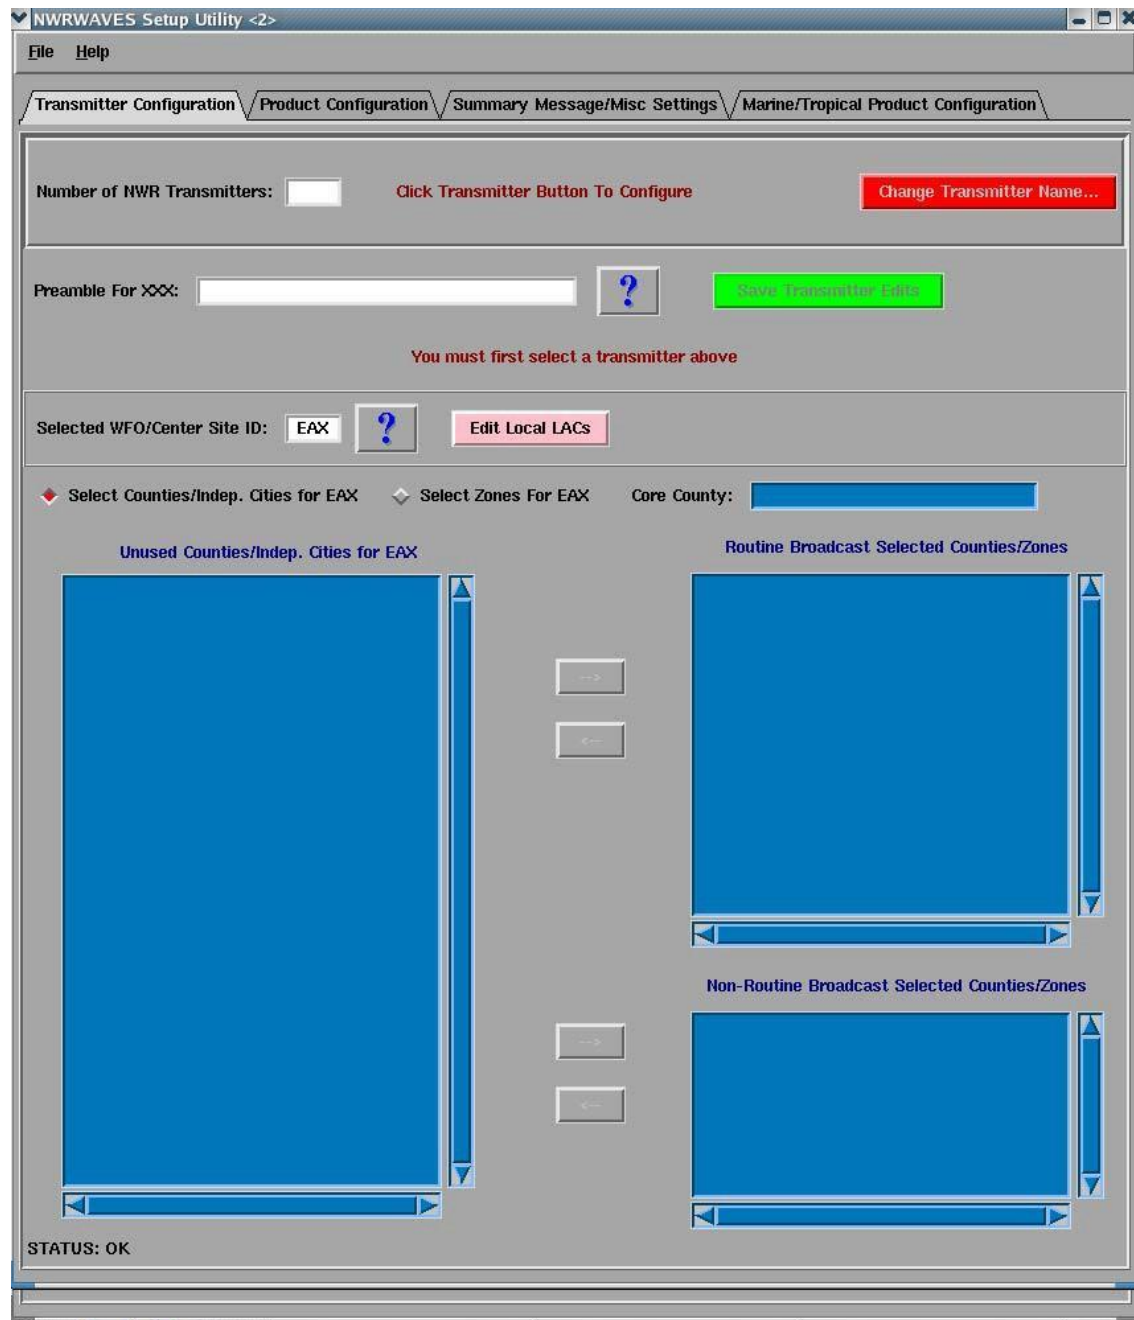 NWRWAVES Setup Utility <2>
File Help
Transmitter Configuration Product Configuration Summary Message/Misc Settings Marine/Tropical Product Configuration
Number of NWR Transmitters: Click Transmitter Button To Configure Change Transmitter Name...
Preamble For XXX: ? Save Transmitter Edits
You must first select a transmitter above
Selected WFO/Center Site ID: EAX ? Edit Local LACs
Select Counties/Indep. Cities for EAX Select Zones For EAX Core County:
Unused Counties/Indep. Cities for EAX Routine Broadcast Selected Counties/Zones
-->
<--
Non-Routine Broadcast Selected Counties/Zones
-->
<--
STATUS: OK